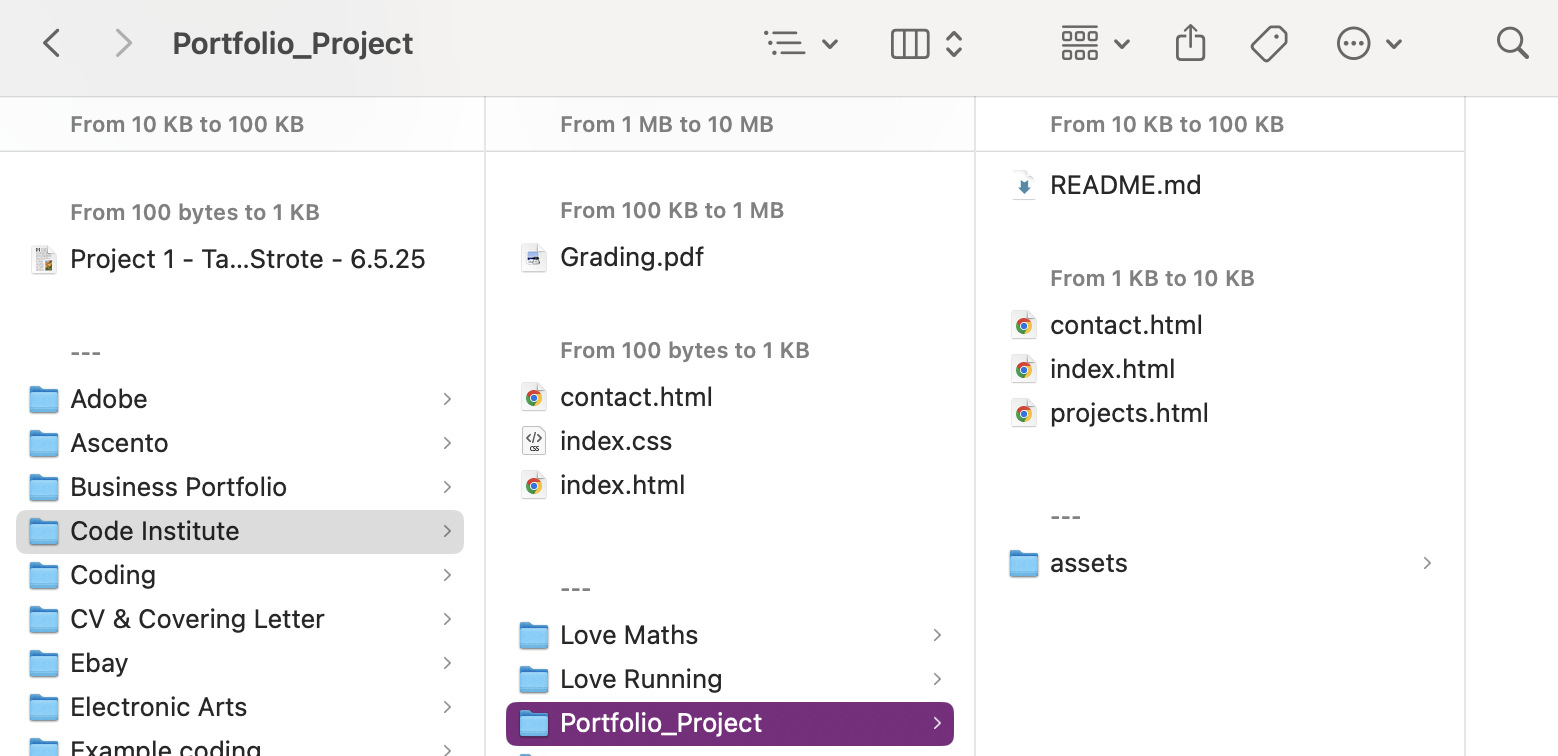 Portfolio_Project
From 10 KB to 100 KB
From 100 bytes to 1 KB
Project 1 - Ta...Strote - 6.5.25
---
Adobe
Ascento
Business Portfolio
Code Institute
Coding
CV & Covering Letter
Ebay
Electronic Arts
Example coding
From 1 MB to 10 MB
From 100 KB to 1 MB
Grading.pdf
From 100 bytes to 1 KB
contact.html
index.css
index.html
---
Love Maths
Love Running
Portfolio_Project
From 10 KB to 100 KB
README.md
From 1 KB to 10 KB
contact.html
index.html
projects.html
---
assets